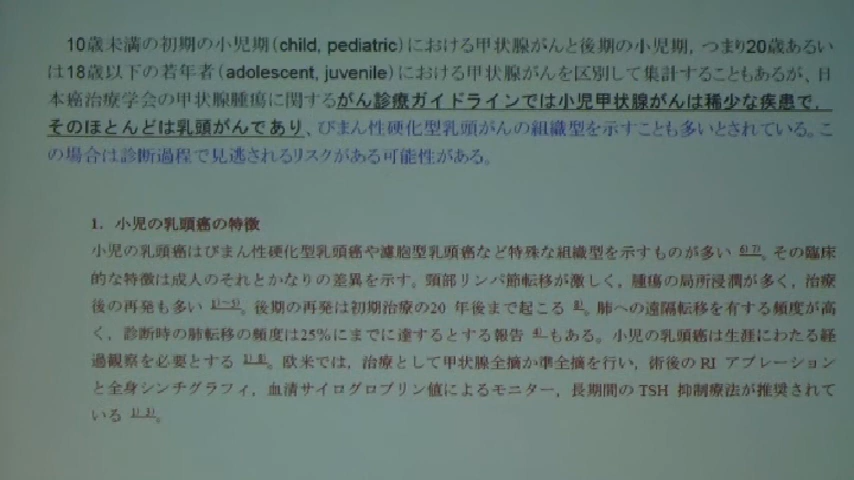 10歳未満の初期の小児期(child, pediatric)における甲状腺がんと後期の小児期，つまり20歳あるい
は18歳以下の若年者(adolescent, juvenile)における甲状腺がんを区別して集計することもあるが、日
本癌治療学会の甲状腺腫瘍に関するがん診療ガイドラインでは小児甲状腺がんは稀少な疾患で，
そのほとんどは乳頭がんであり、びまん性硬化型乳頭がんの組織型を示すことも多いとされている。こ
の場合は診断過程で見逃されるリスクがある可能性がある。
1．小児の乳頭癌の特徴
小児の乳頭癌はびまん性硬化型乳頭癌や濾胞型乳頭癌など特殊な組織型を示すものが多い 6) 7)。その臨床
的な特徴は成人のそれとかなりの差異を示す。頸部リンパ節転移が激しく，腫瘍の局所浸潤が多く，治療
後の再発も多い 。後期の再発は初期治療の20 年後まで起こる 。肺への遠隔転移を有する頻度が高
く，診断時の肺転移の頻度は25%にまでに達するとする報告 もある。小児の乳頭癌は生涯にわたる経
過観察を必要とする 。欧米では，治療として甲状腺全摘か準全摘を行い，術後の RI アブレーション
と全身シンチグラフィ，血清サイログロブリン値によるモニター，長期間の TSH 抑制療法が推奨されて
いる 。